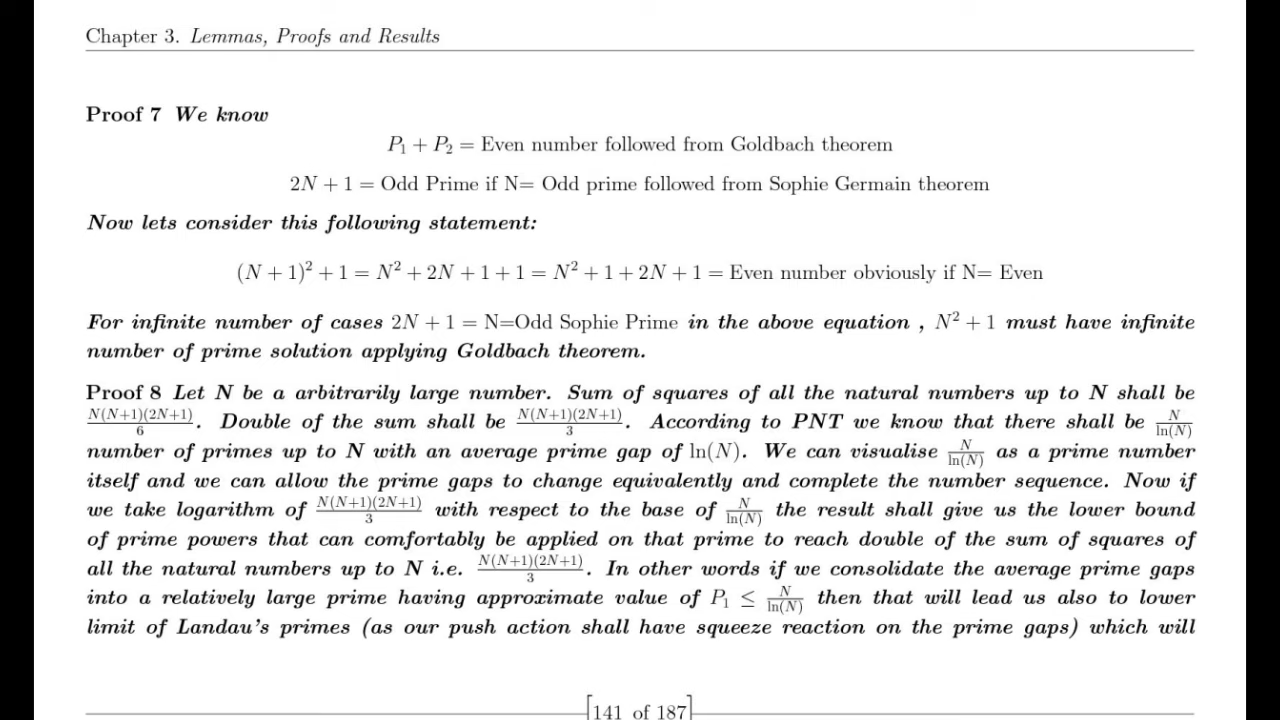 Chapter 3. Lemmas, Proofs and Results
Proof 7 We know
P₁ + P₂ = Even number followed from Goldbach theorem
2N + 1 = Odd Prime if N= Odd prime followed from Sophie Germain theorem
Now lets consider this following statement:
(N + 1)² + 1 = N² + 2N + 1 + 1 = N² + 1 + 2N + 1 = Even number obviously if N= Even
For infinite number of cases 2N + 1 = N=Odd Sophie Prime in the above equation , N² + 1 must have infinite
number of prime solution applying Goldbach theorem.
Proof 8 Let N be a arbitrarily large number. Sum of squares of all the natural numbers up to N shall be
N(N+1)(2N+1)/6. Double of the sum shall be N(N+1)(2N+1)/3. According to PNT we know that there shall be N/ln(N)
number of primes up to N with an average prime gap of ln(N). We can visualise N/ln(N) as a prime number
itself and we can allow the prime gaps to change equivalently and complete the number sequence. Now if
we take logarithm of N(N+1)(2N+1)/3 with respect to the base of N/ln(N) the result shall give us the lower bound
of prime powers that can comfortably be applied on that prime to reach double of the sum of squares of
all the natural numbers up to N i.e. N(N+1)(2N+1)/3. In other words if we consolidate the average prime gaps
into a relatively large prime having approximate value of P₁ ≤ N/ln(N) then that will lead us also to lower
limit of Landau's primes (as our push action shall have squeeze reaction on the prime gaps) which will
[141 of 187]